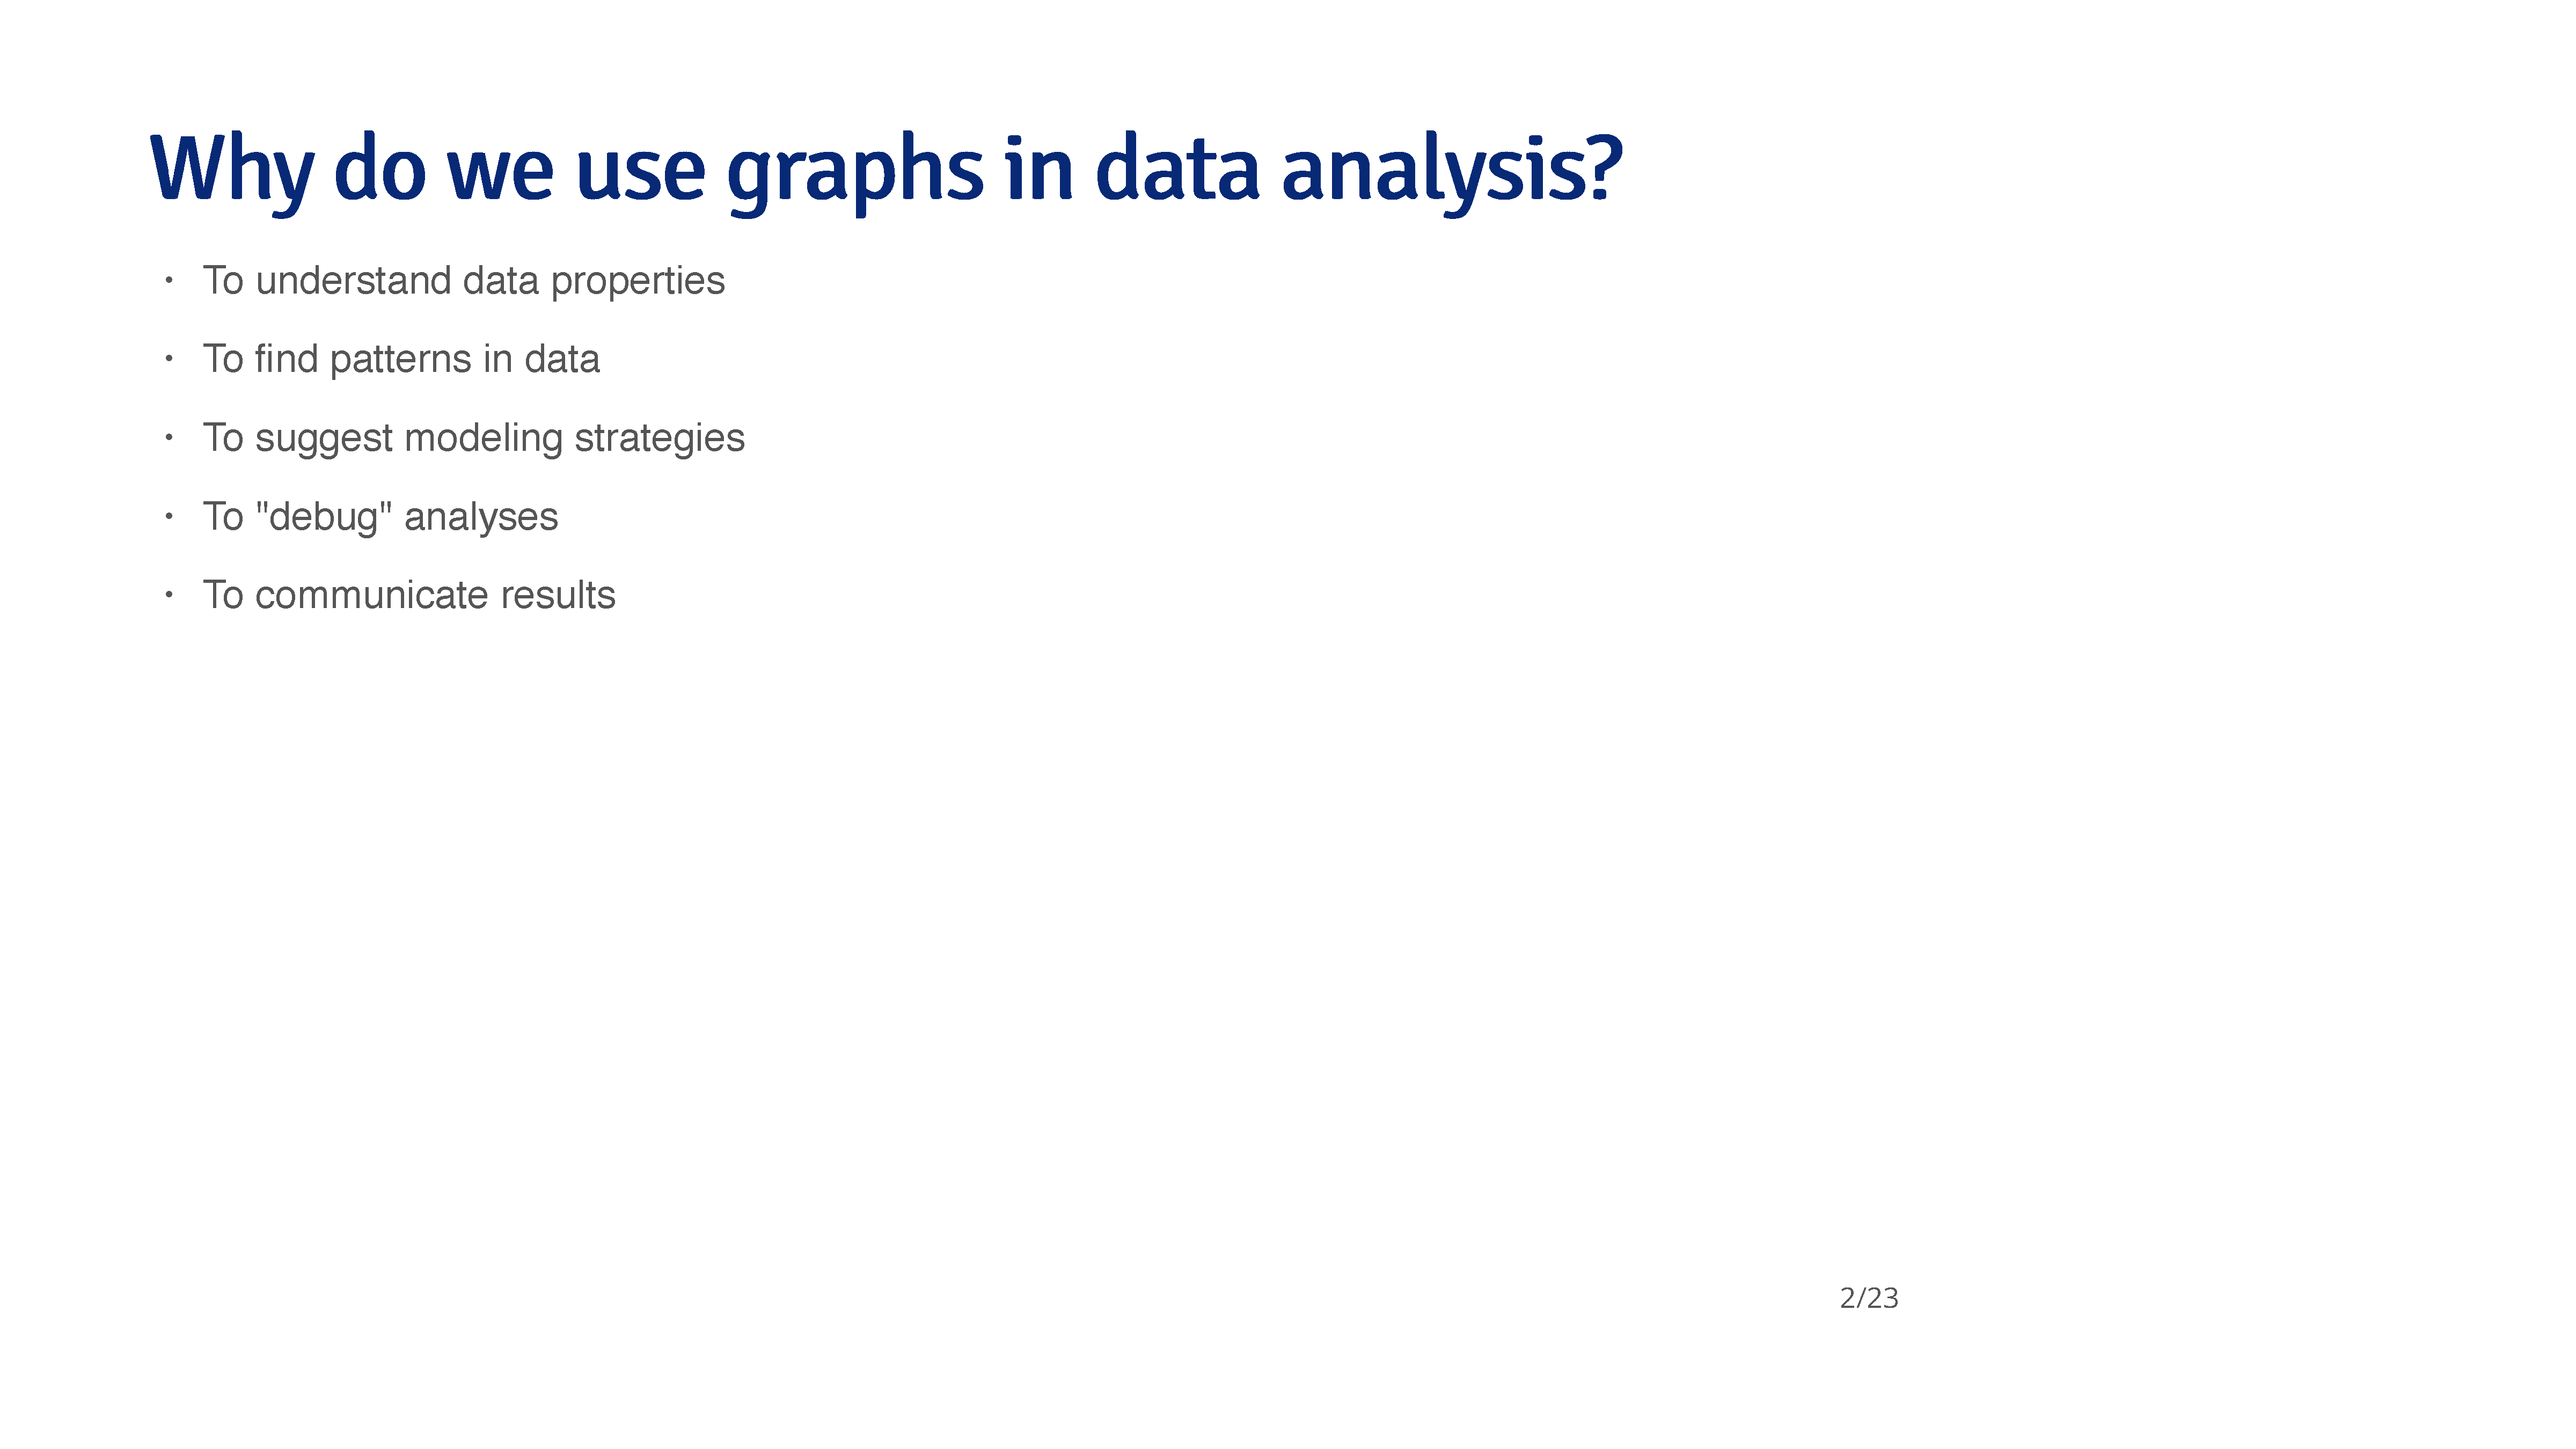 Why do we use graphs in data analysis?
· To understand data properties
· To find patterns in data
· To suggest modeling strategies
· To "debug" analyses
· To communicate results
2/23